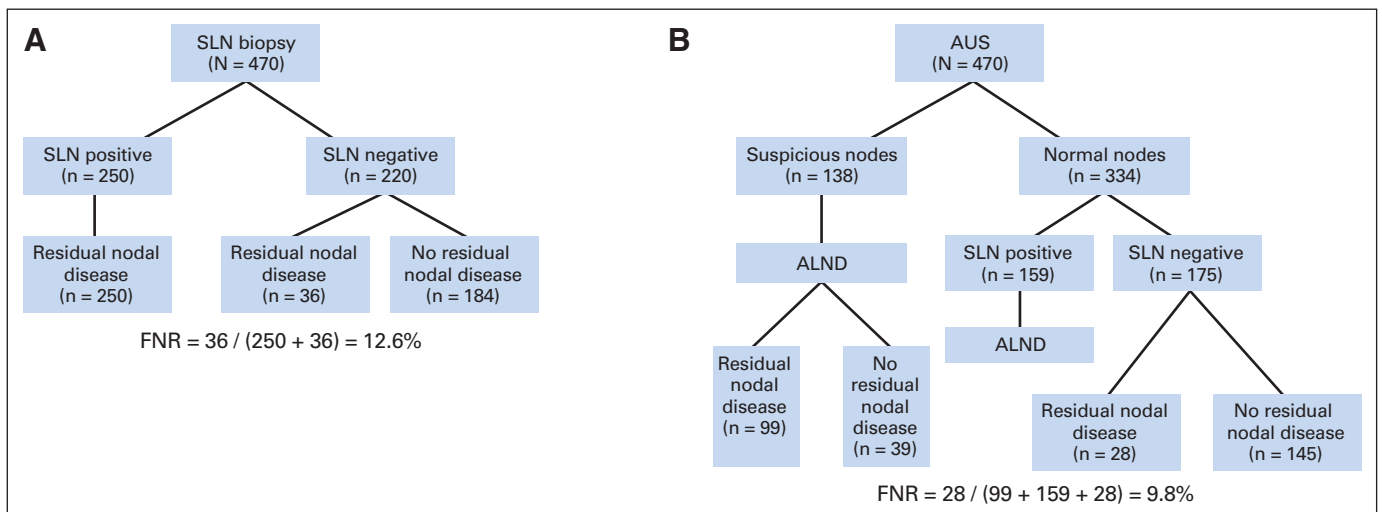 A
SLN biopsy
(N = 470)
SLN positive
(n = 250)
SLN negative
(n = 220)
Residual nodal
disease
(n = 250)
Residual nodal
disease
(n = 36)
No residual
nodal disease
(n = 184)
FNR = 36 / (250 + 36) = 12.6%
B
AUS
(N = 470)
Suspicious nodes
(n = 138)
Normal nodes
(n = 334)
ALND
SLN positive
(n = 159)
SLN negative
(n = 175)
ALND
Residual
nodal
disease
(n = 99)
No
residual
nodal
disease
(n = 39)
Residual nodal
disease
(n = 28)
No residual
nodal disease
(n = 145)
FNR = 28 / (99 + 159 + 28) = 9.8%